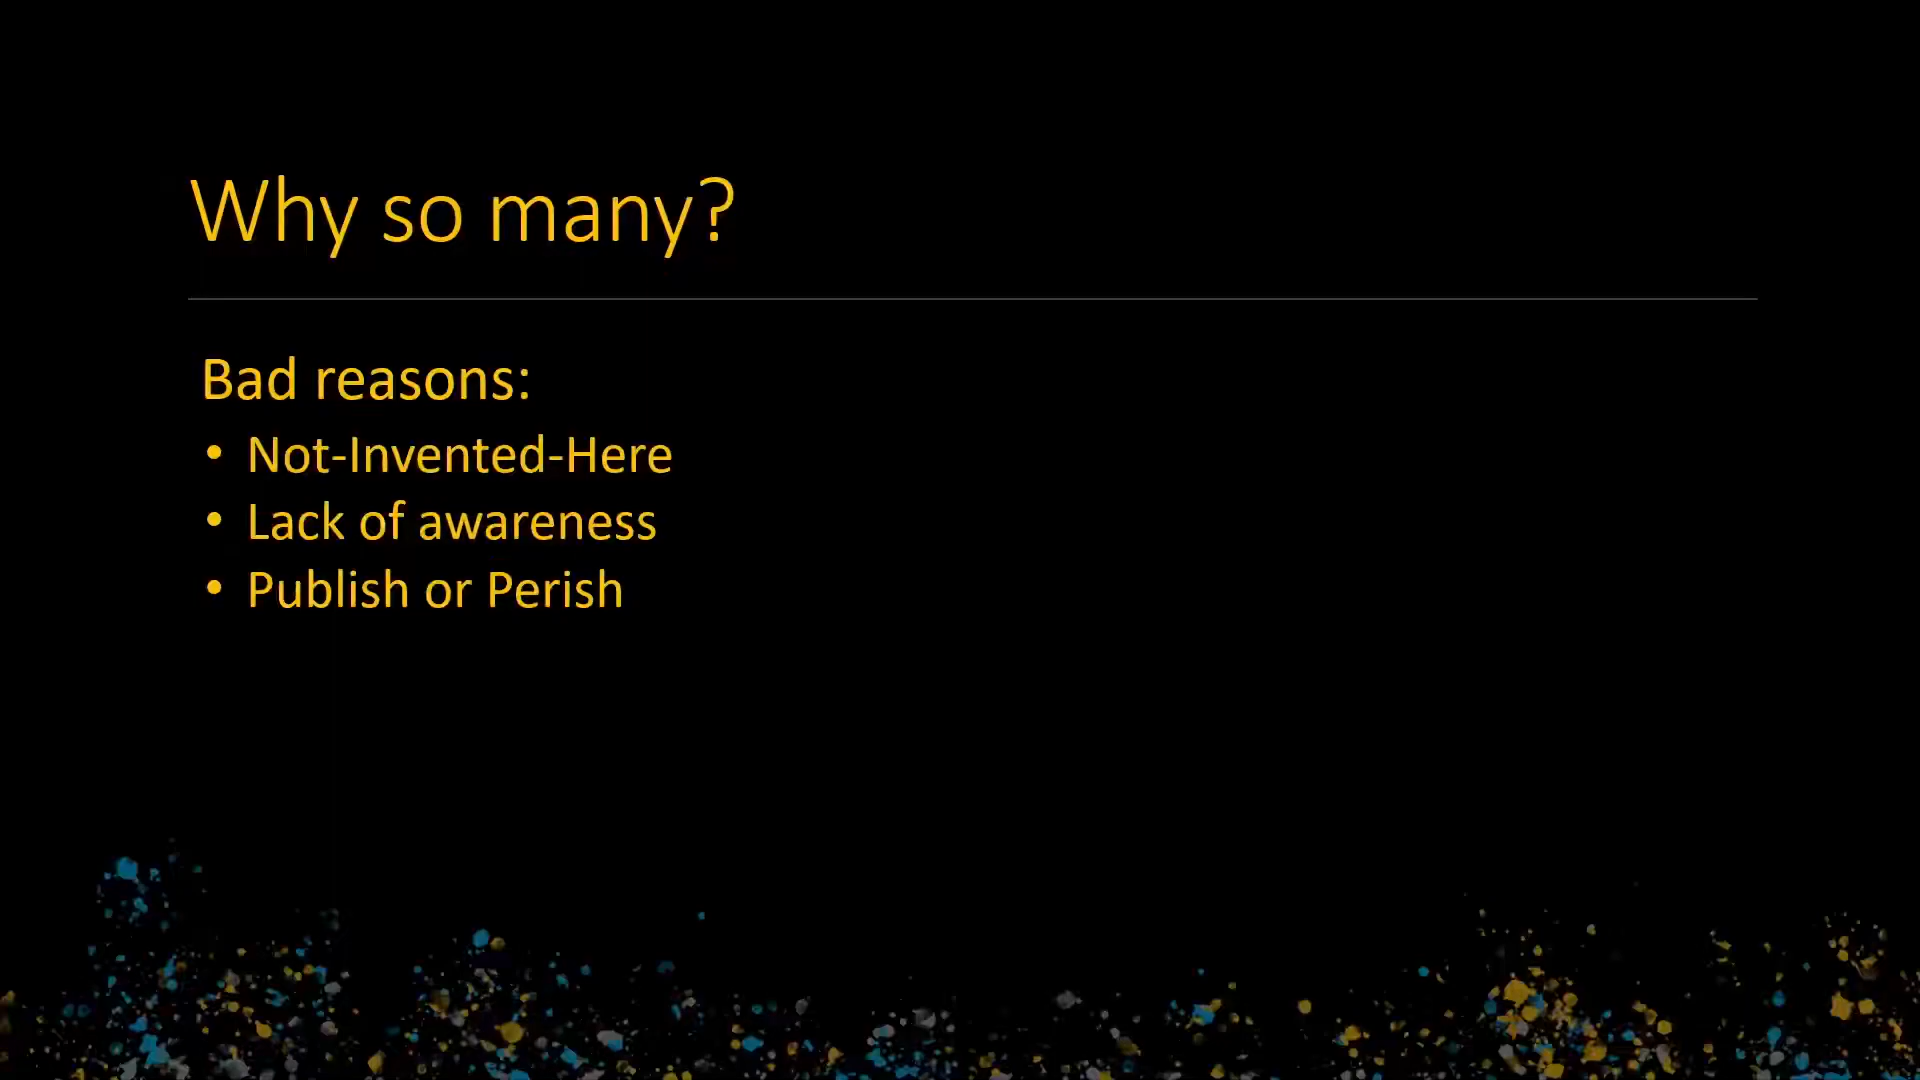 Why so many?
Bad reasons:
• Not-Invented-Here
• Lack of awareness
• Publish or Perish